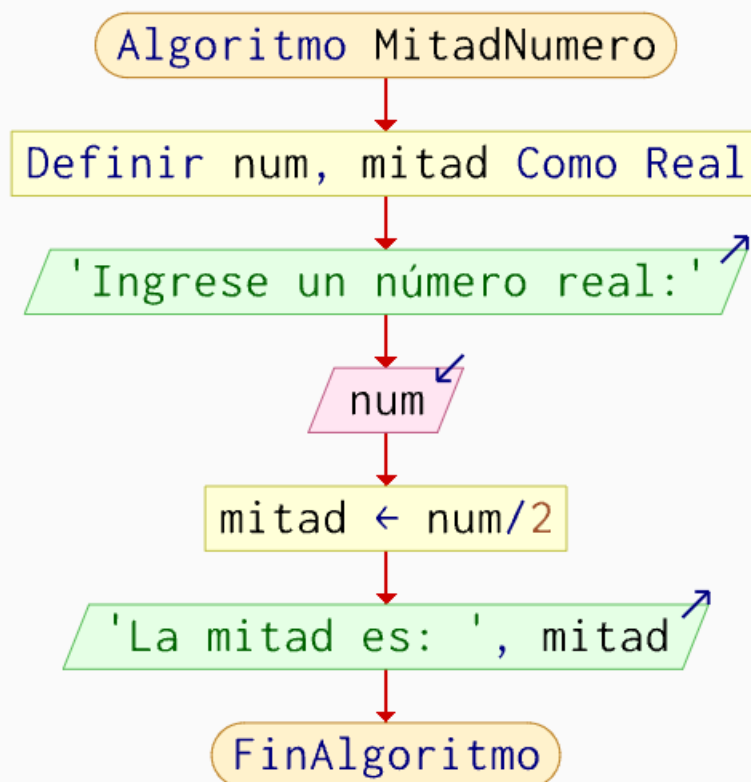 Algoritmo MitadNumero
Definir num, mitad Como Real
'Ingrese un número real:'
num
mitad ← num/2
'La mitad es: ', mitad
FinAlgoritmo